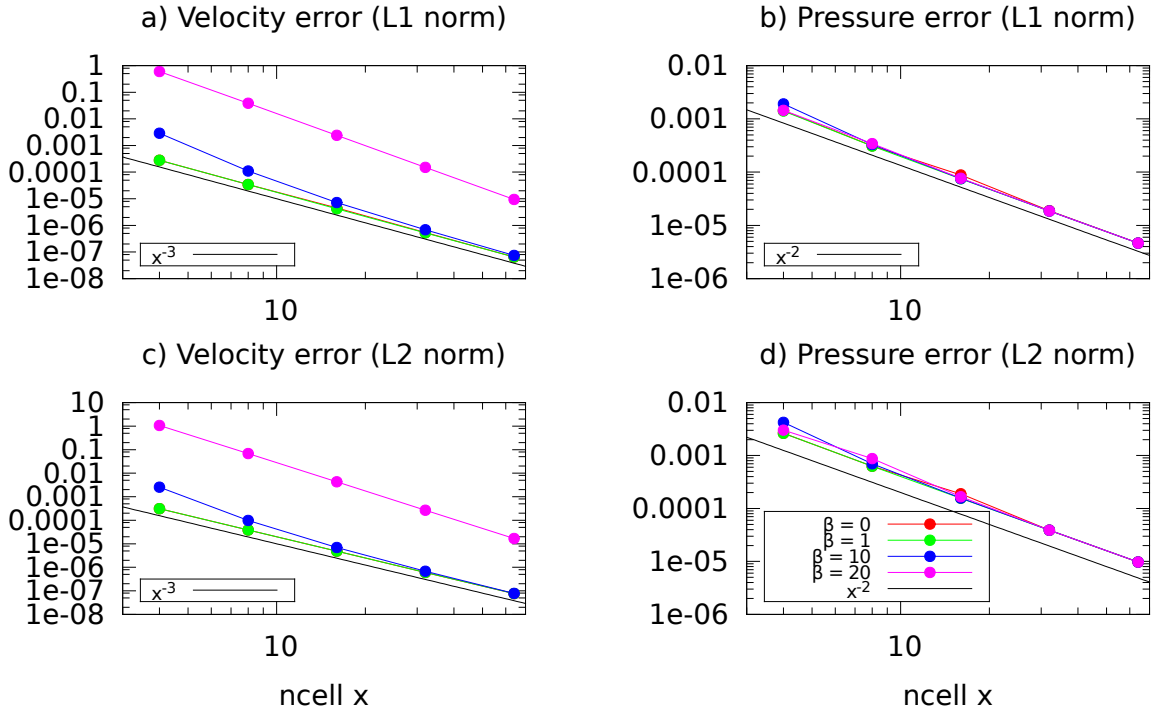 a) Velocity error (L1 norm)
1
0.1
0.01
0.001
0.0001
1e-05
1e-06
1e-07
1e-08
x-3
10
b) Pressure error (L1 norm)
0.01
0.001
0.0001
1e-05
1e-06
x-2
10
c) Velocity error (L2 norm)
10
1
0.1
0.01
0.001
0.0001
1e-05
1e-06
1e-07
1e-08
x-3
10
ncell x
d) Pressure error (L2 norm)
0.01
0.001
0.0001
1e-05
1e-06
β = 0
β = 1
β = 10
β = 20
x-2
10
ncell x